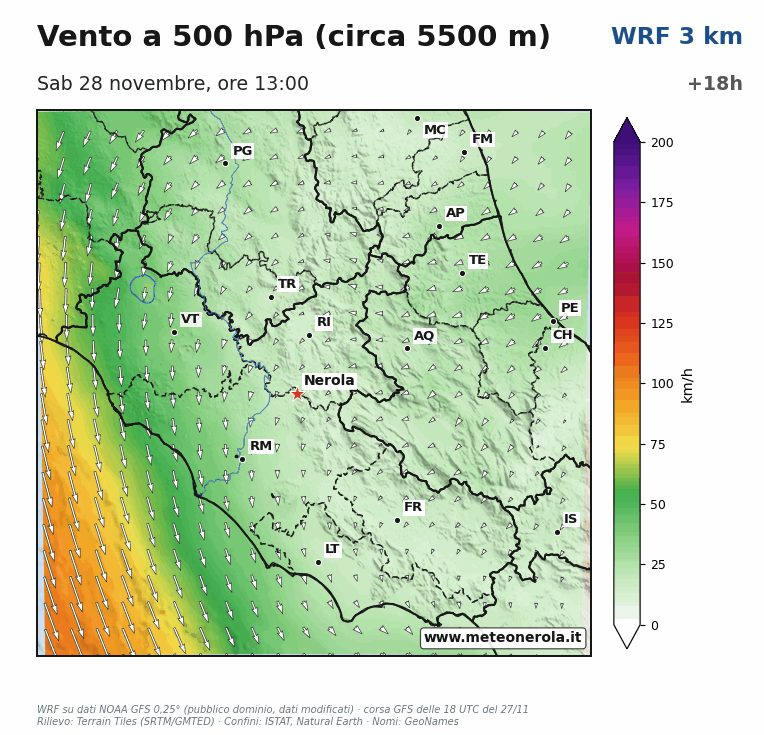 Vento a 500 hPa (circa 5500 m)
WRF 3 km
Sab 28 novembre, ore 13:00
+18h
MC
FM
PG
AP
TE
TR
PE
VT
RI
AQ
CH
Nerola
RM
FR
IS
LT
www.meteonerola.it
200
175
150
125
100
75
50
25
0
km/h
WRF su dati NOAA GFS 0,25° (pubblico dominio, dati modificati) · corsa GFS delle 18 UTC del 27/11
Rilievo: Terrain Tiles (SRTM/GMTED) · Confini: ISTAT, Natural Earth · Nomi: GeoNames